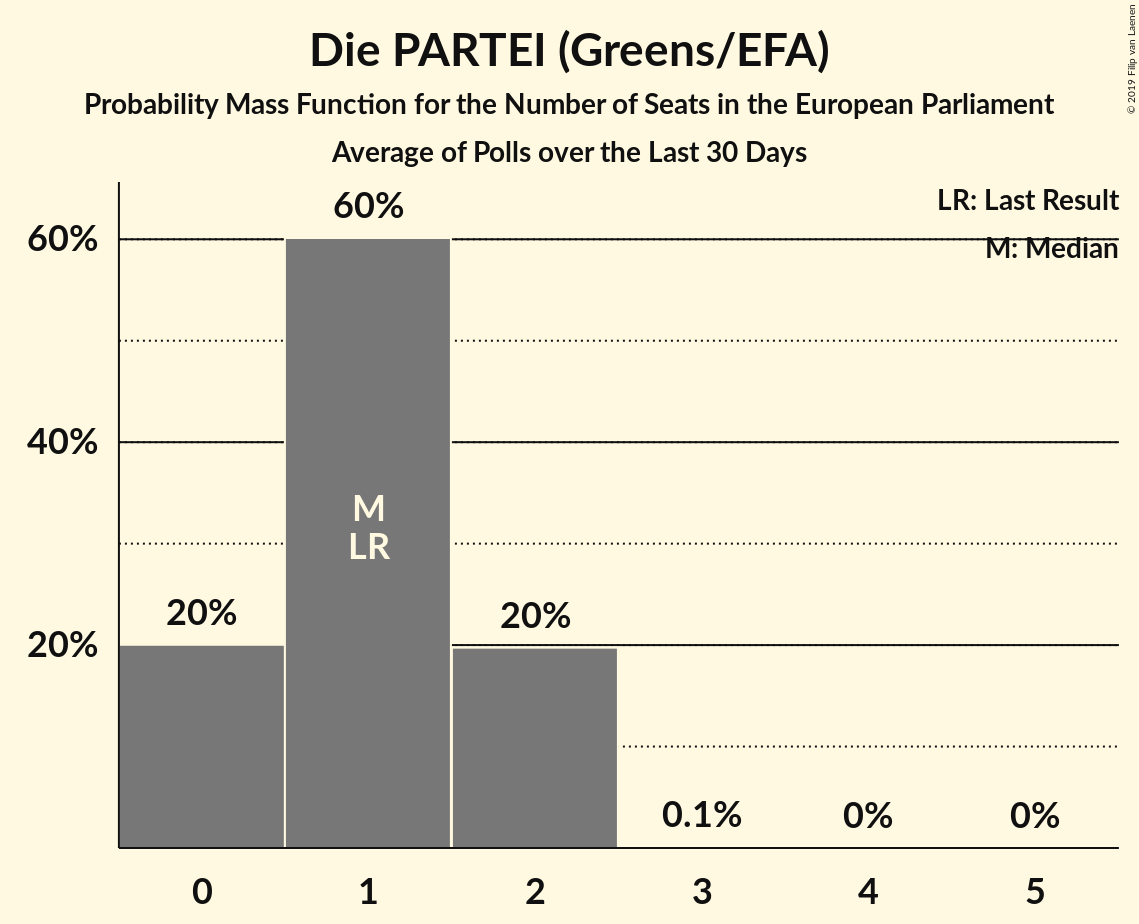 Die PARTEI (Greens/EFA)
Probability Mass Function for the Number of Seats in the European Parliament
Average of Polls over the Last 30 Days
© 2019 Filip van Laenen
LR: Last Result
M: Median
60%
40%
20%
20%
60%
M
LR
20%
0.1%
0%
0%
0 1 2 3 4 5